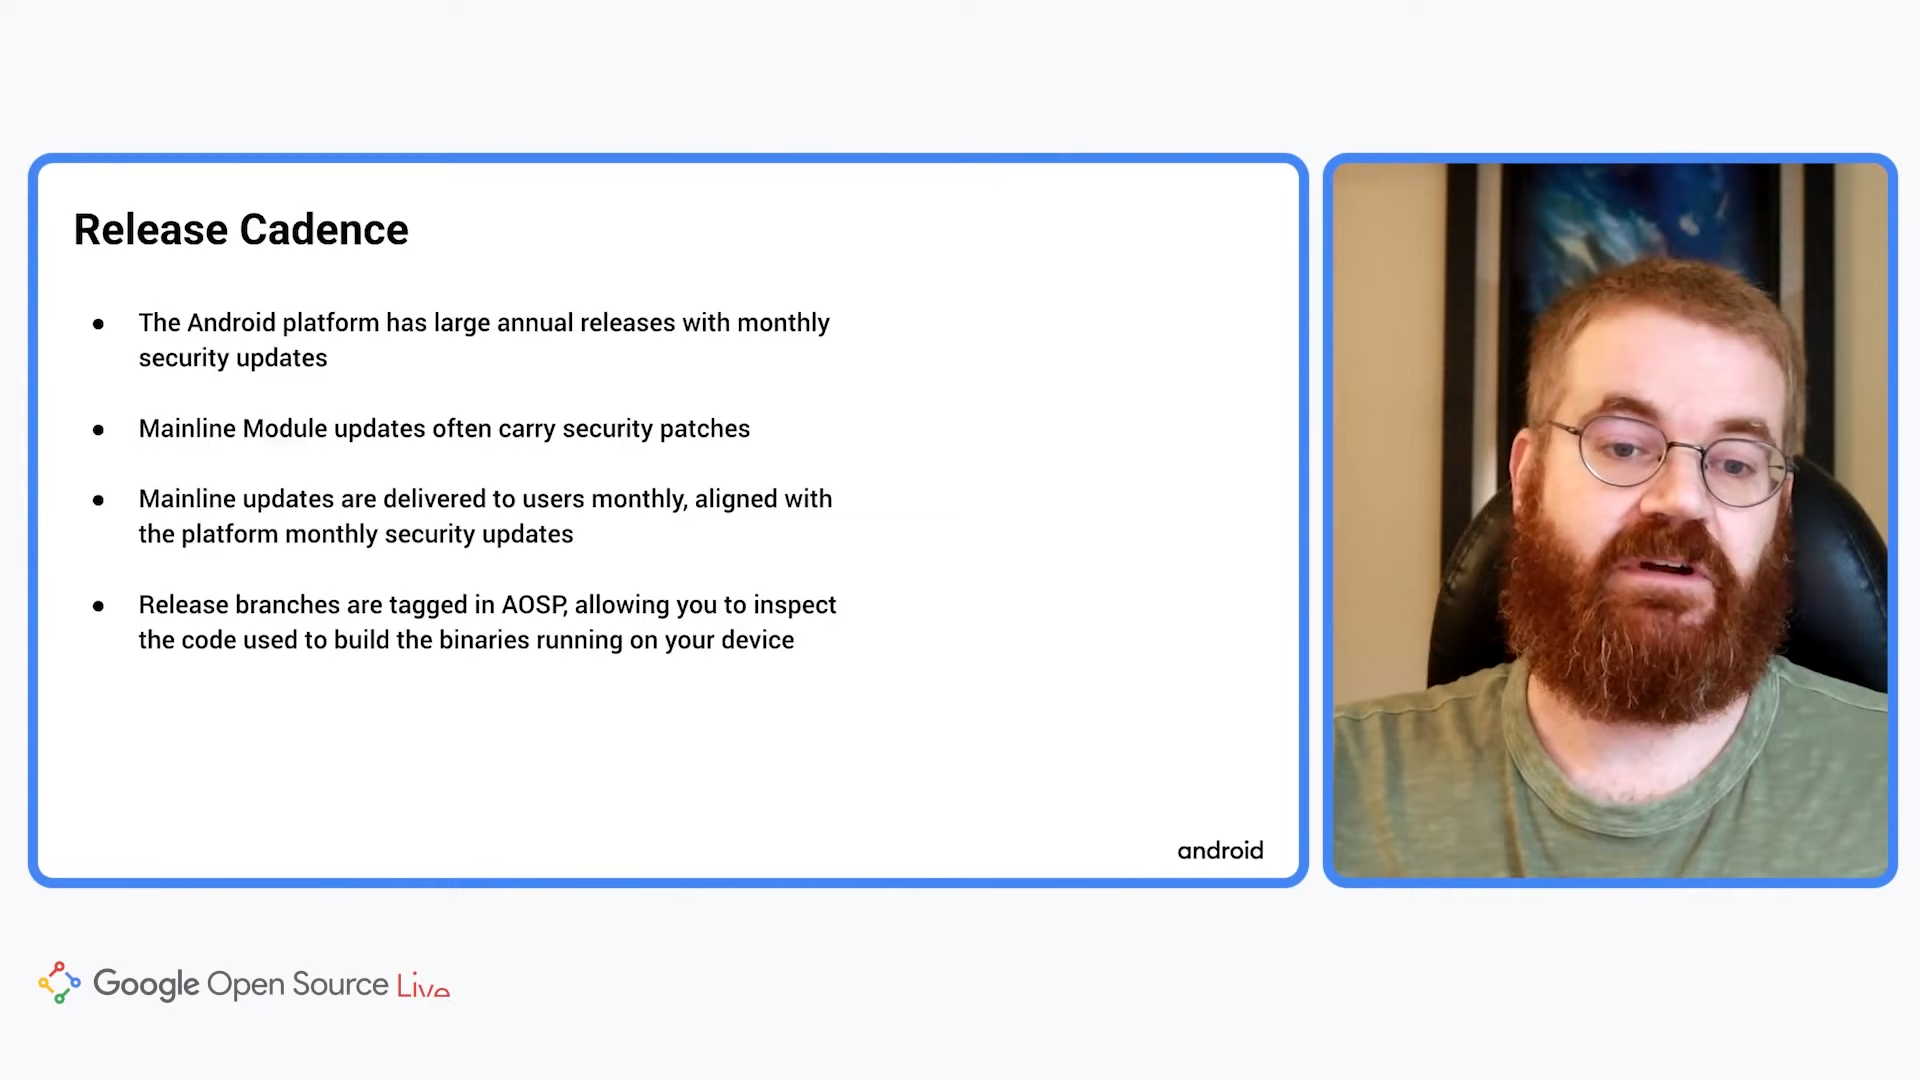 Release Cadence
● The Android platform has large annual releases with monthly
security updates
● Mainline Module updates often carry security patches
● Mainline updates are delivered to users monthly, aligned with
the platform monthly security updates
● Release branches are tagged in AOSP, allowing you to inspect
the code used to build the binaries running on your device
android
Google Open Source Live